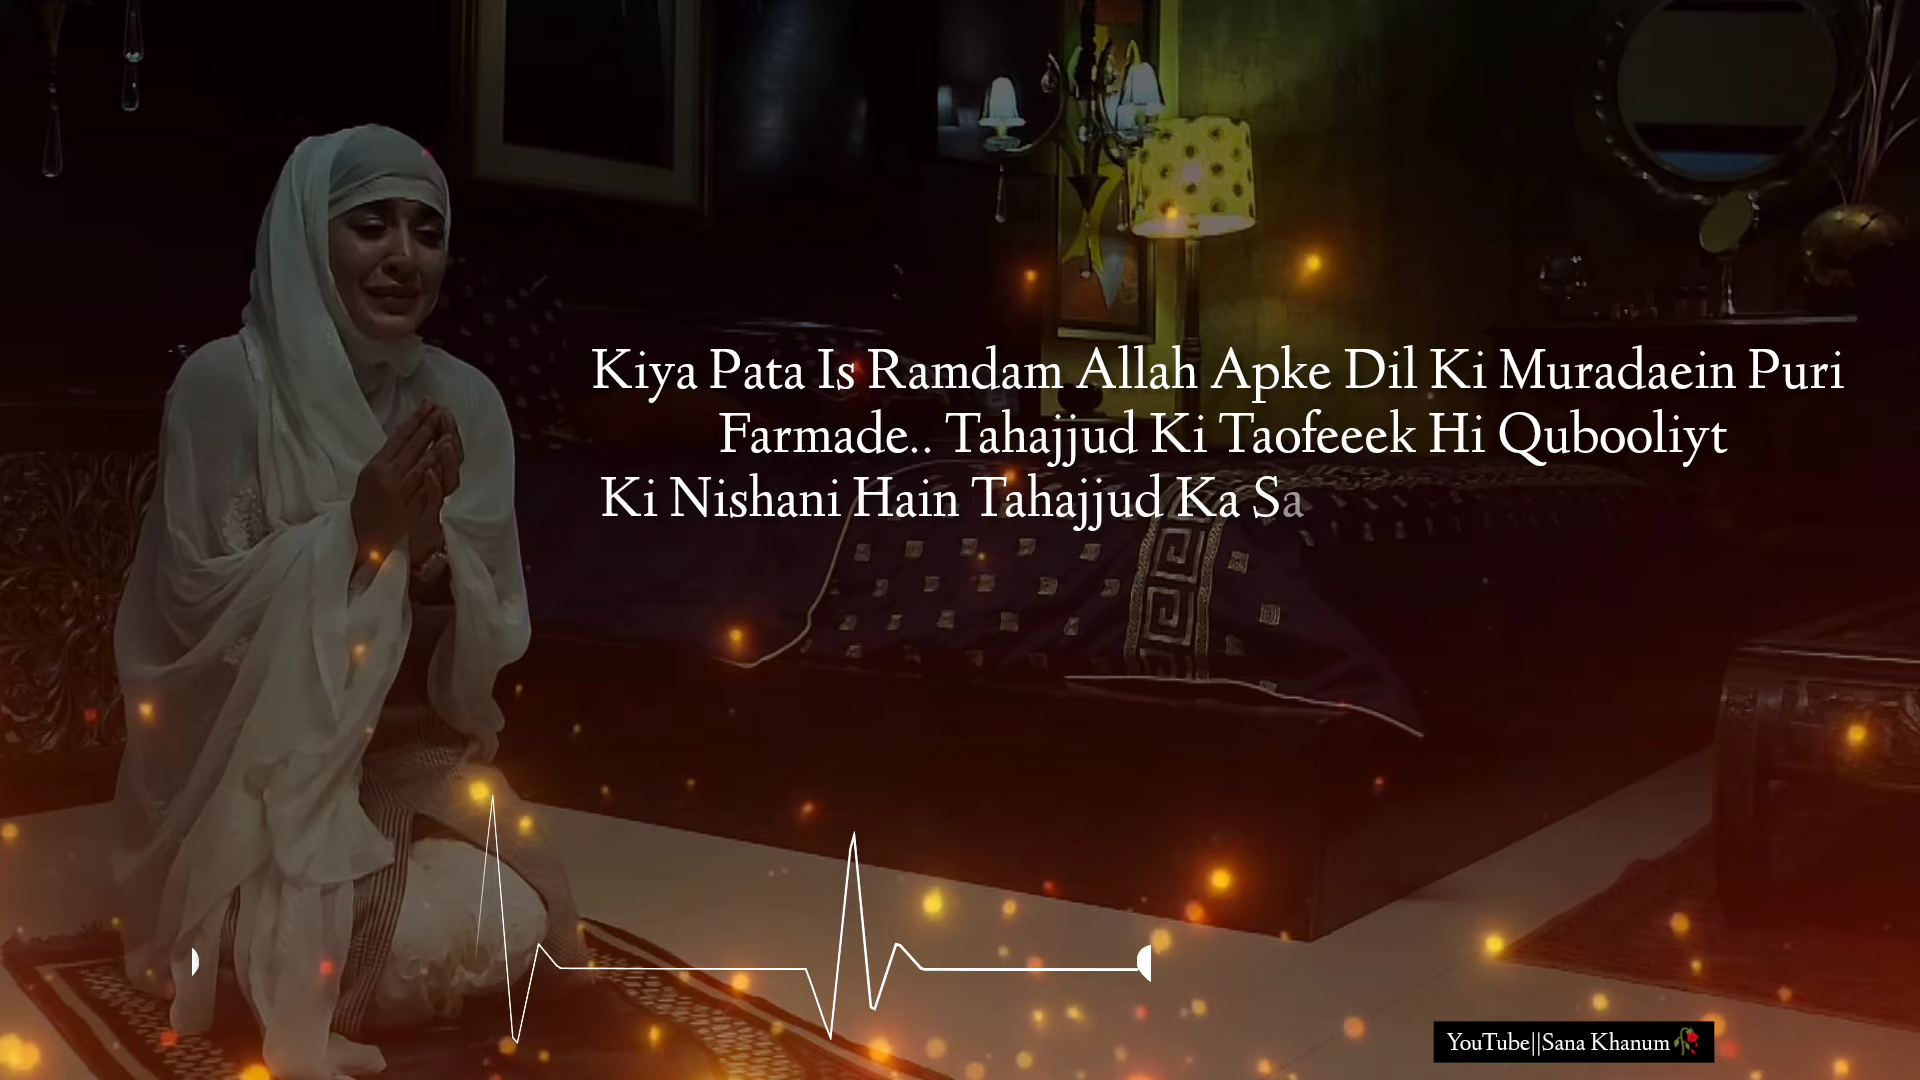 Kiya Pata Is Ramdam Allah Apke Dil Ki Muradaein Puri
Farmade.. Tahajjud Ki Taofeeek Hi Qubooliyt
Ki Nishani Hain Tahajjud Ka Sa
YouTube||Sana Khanum🥀